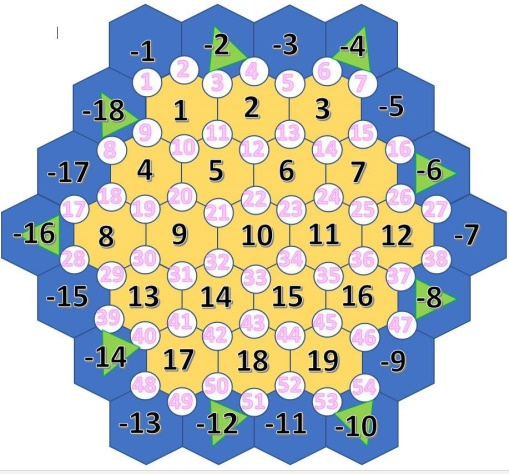 -1 -2 -3 -4
1 2 3 4 5 6 7
-18 1 2 3 -5
8 9 10 11 12 13 14 15 16
-17 4 5 6 7 -6
17 18 19 20 21 22 23 24 25 26 27
-16 8 9 10 11 12 -7
28 29 30 31 32 33 34 35 36 37 38
-15 13 14 15 16 -8
39 40 41 42 43 44 45 46 47
-14 17 18 19 -9
48 49 50 51 52 53 54
-13 -12 -11 -10